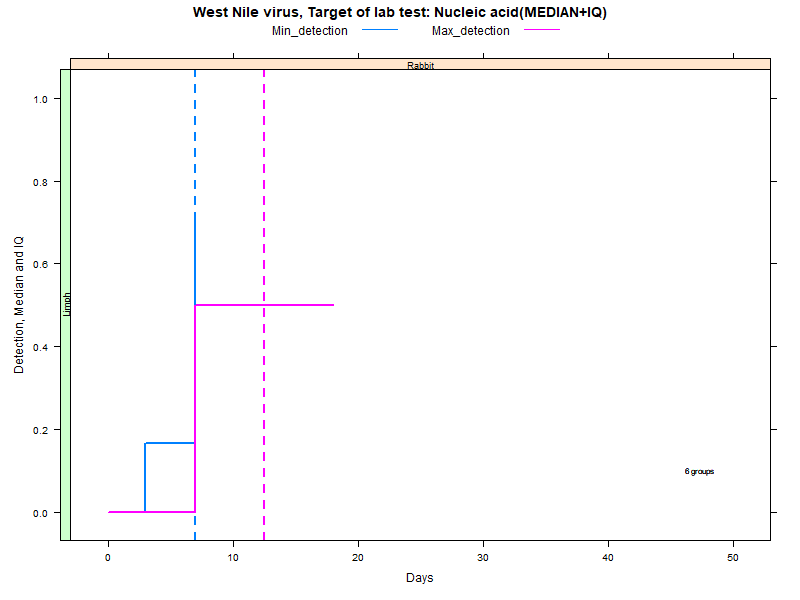 West Nile virus, Target of lab test: Nucleic acid(MEDIAN+IQ)
Min_detection Max_detection
Rabbit
Limph
Detection, Median and IQ
1.0
0.8
0.6
0.4
0.2
0.0
6 groups
0 10 20 30 40 50
Days